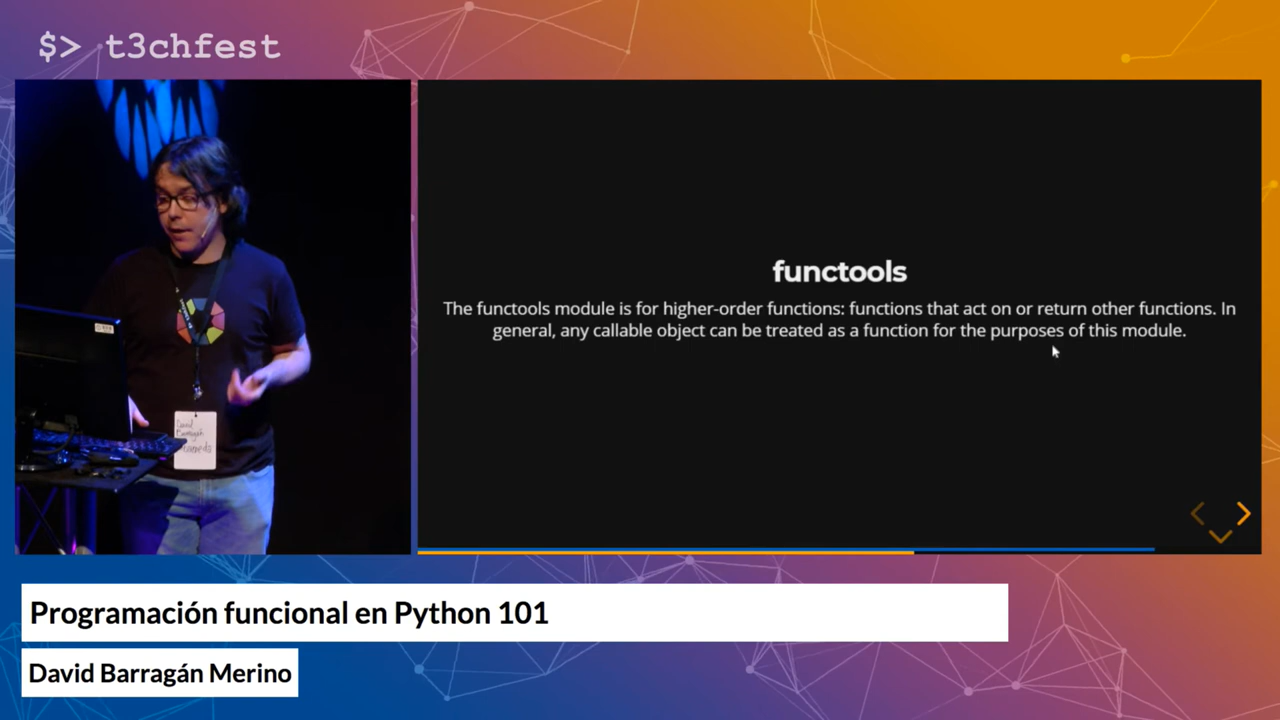 $> t3chfest
functools
The functools module is for higher-order functions: functions that act on or return other functions. In
general, any callable object can be treated as a function for the purposes of this module.
David
Barragán
Programación funcional en Python 101
David Barragán Merino